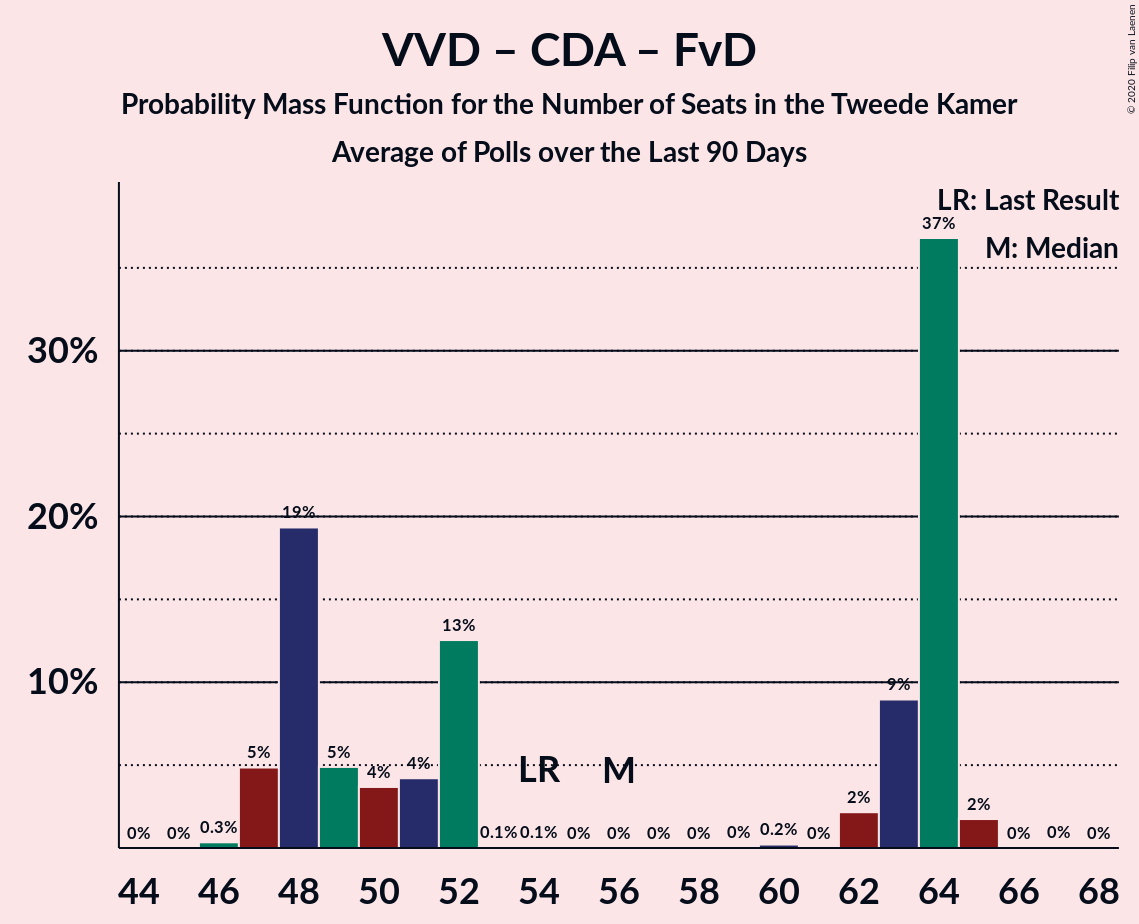 VVD – CDA – FvD
Probability Mass Function for the Number of Seats in the Tweede Kamer
Average of Polls over the Last 90 Days
© 2020 Filip van Laenen
LR: Last Result
M: Median
30%
20%
10%
0% 0% 0.3% 5% 19% 5% 4% 4% 13% 0.1% 0.1% 0% 0% 0% 0% 0% 0.2% 0% 2% 9% 37% 2% 0% 0% 0%
LR M
44 46 48 50 52 54 56 58 60 62 64 66 68